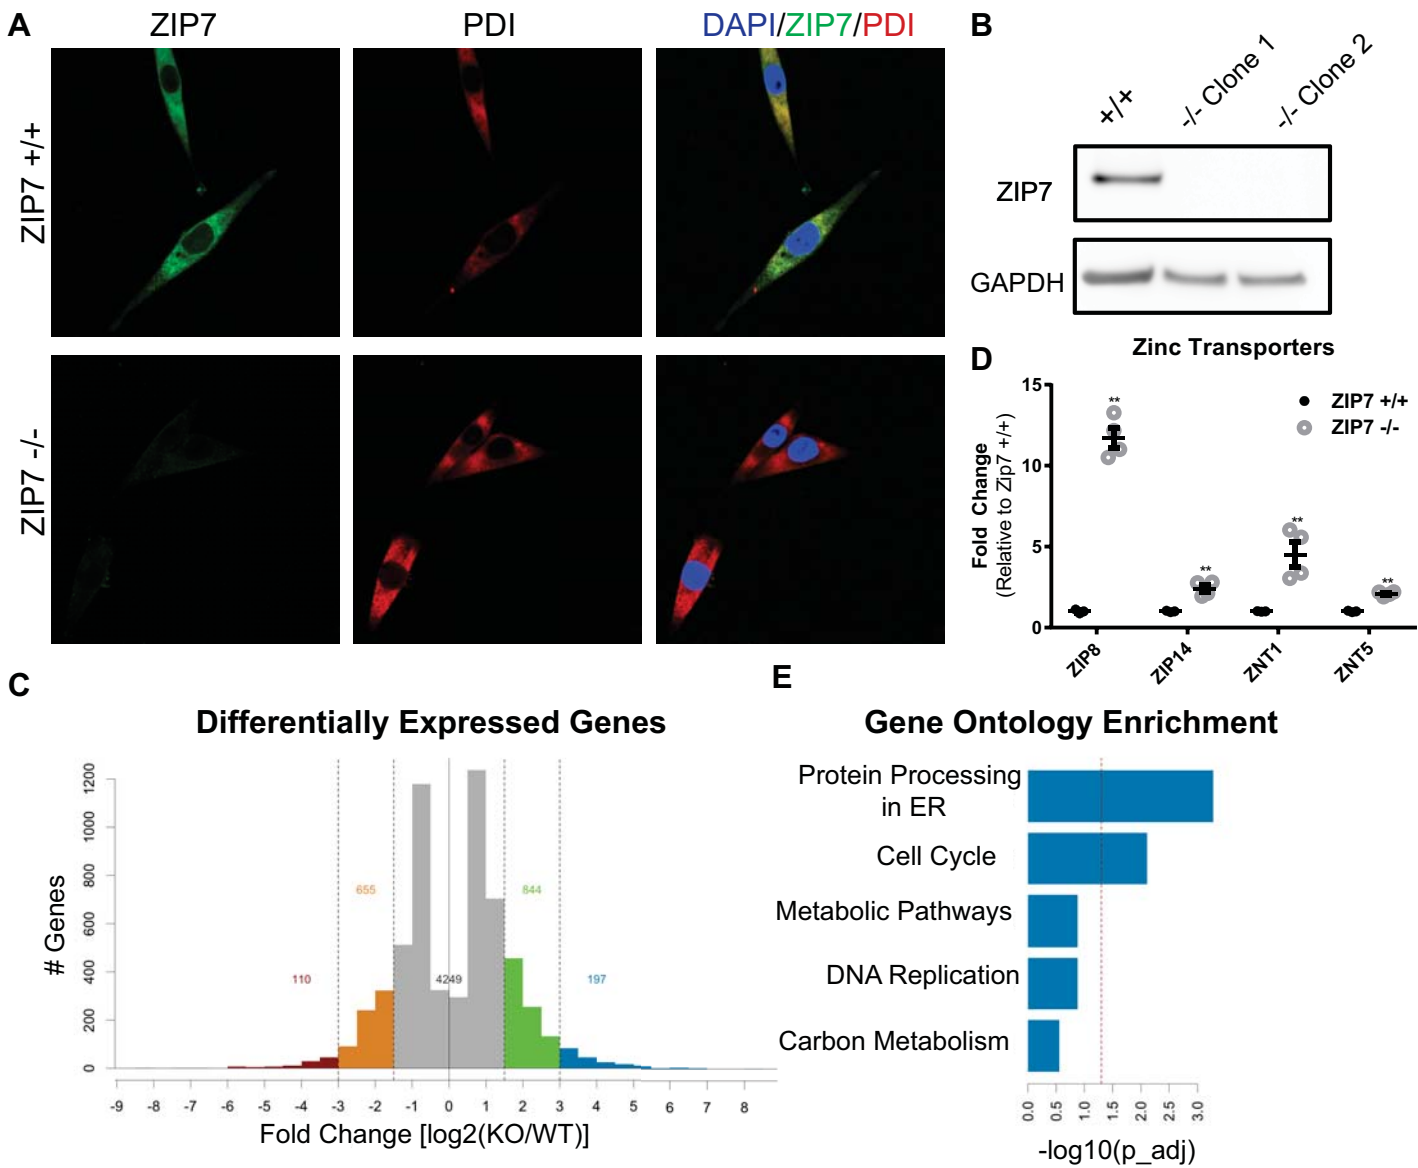 A
ZIP7
PDI
DAPI/ZIP7/PDI
ZIP7 +/+
ZIP7 -/-
B
+/+
-/- Clone 1
-/- Clone 2
ZIP7
GAPDH
D
Zinc Transporters
Fold Change
(Relative to Zip7 +/+)
15
10
5
0
**
**
**
**
ZIP7 +/+
ZIP7 -/-
ZIP8
ZIP14
ZNT1
ZNT5
C
Differentially Expressed Genes
# Genes
1200
1000
800
600
400
200
0
110
655
4249
844
197
-9 -8 -7 -6 -5 -4 -3 -2 -1 0 1 2 3 4 5 6 7 8
Fold Change [log2(KO/WT)]
E
Gene Ontology Enrichment
Protein Processing
in ER
Cell Cycle
Metabolic Pathways
DNA Replication
Carbon Metabolism
0.0 0.5 1.0 1.5 2.0 2.5 3.0
-log10(p_adj)